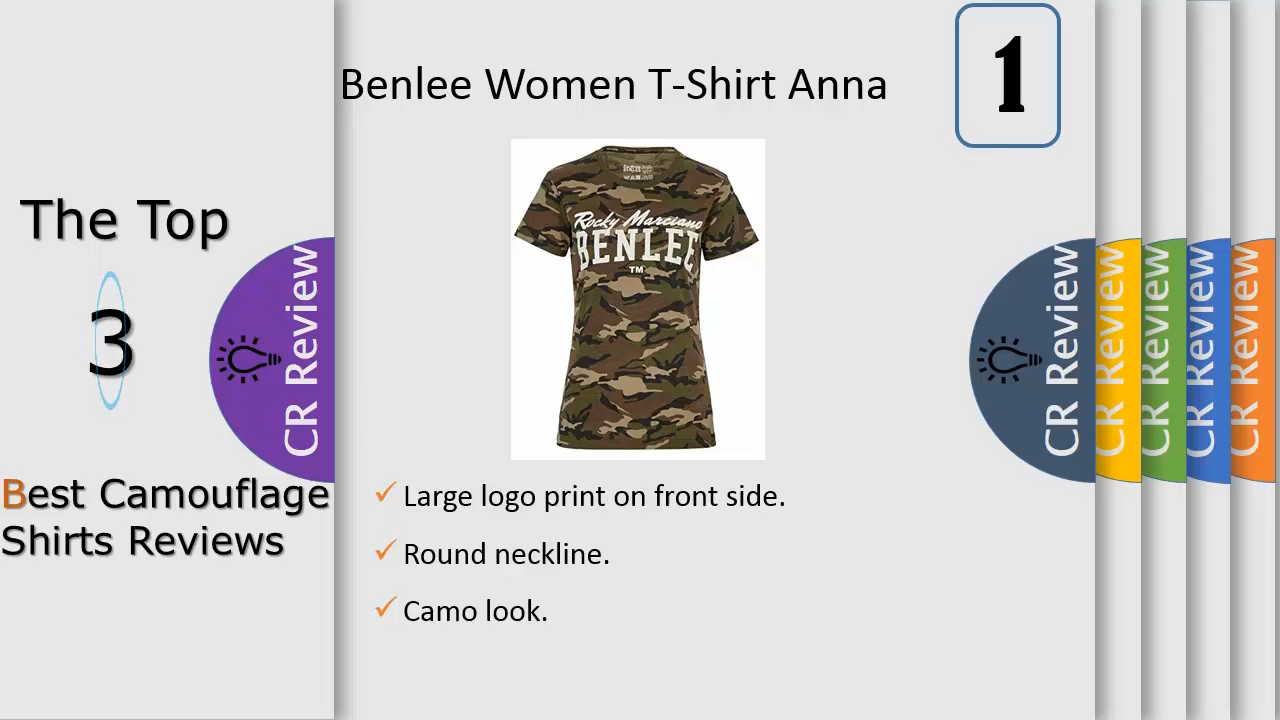 The Top
3
Best Camouflage
Shirts Reviews
CR Review
Benlee Women T-Shirt Anna
1
Rocky Marciano
BENLEE
TM
Large logo print on front side.
Round neckline.
Camo look.
CR Review
CR Review
CR Review
CR Review
CR Review